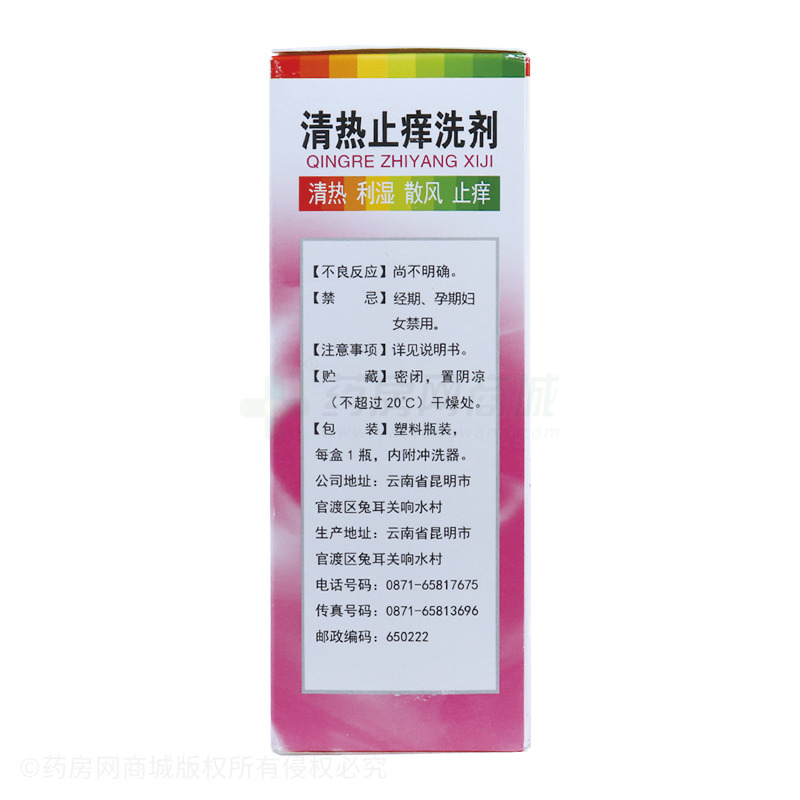 清热止痒洗剂
QINGRE ZHIYANG XIJI
清热 利湿 散风 止痒
【不良反应】尚不明确。
【禁　　忌】经期、孕期妇
女禁用。
【注意事项】详见说明书。
【贮　　藏】密闭，置阴凉
（不超过20℃）干燥处。
【包　　装】塑料瓶装，
每盒1瓶，内附冲洗器。
公司地址：云南省昆明市
官渡区兔耳关响水村
生产地址：云南省昆明市
官渡区兔耳关响水村
电话号码：0871-65817675
传真号码：0871-65813696
邮政编码：650222
药房网商城
©药房网商城版权所有侵权必究